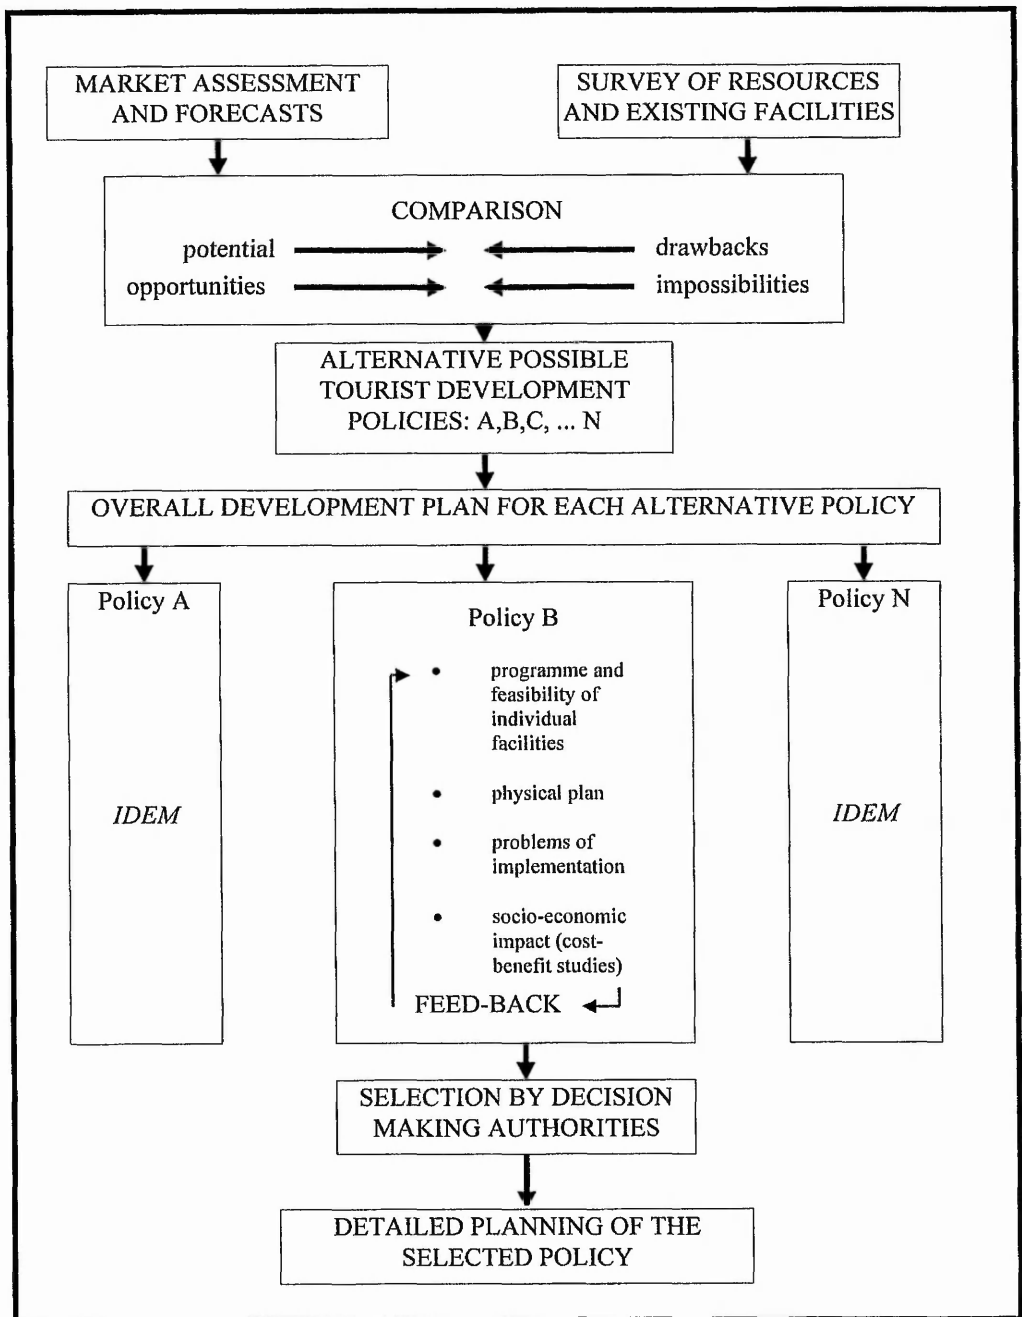 MARKET ASSESSMENT
AND FORECASTS
SURVEY OF RESOURCES
AND EXISTING FACILITIES
COMPARISON
potential
drawbacks
opportunities
impossibilities
ALTERNATIVE POSSIBLE
TOURIST DEVELOPMENT
POLICIES: A,B,C, ... N
OVERALL DEVELOPMENT PLAN FOR EACH ALTERNATIVE POLICY
Policy A
IDEM
Policy B
• programme and
feasibility of
individual
facilities
• physical plan
• problems of
implementation
• socio-economic
impact (cost-
benefit studies)
FEED-BACK
Policy N
IDEM
SELECTION BY DECISION
MAKING AUTHORITIES
DETAILED PLANNING OF THE
SELECTED POLICY